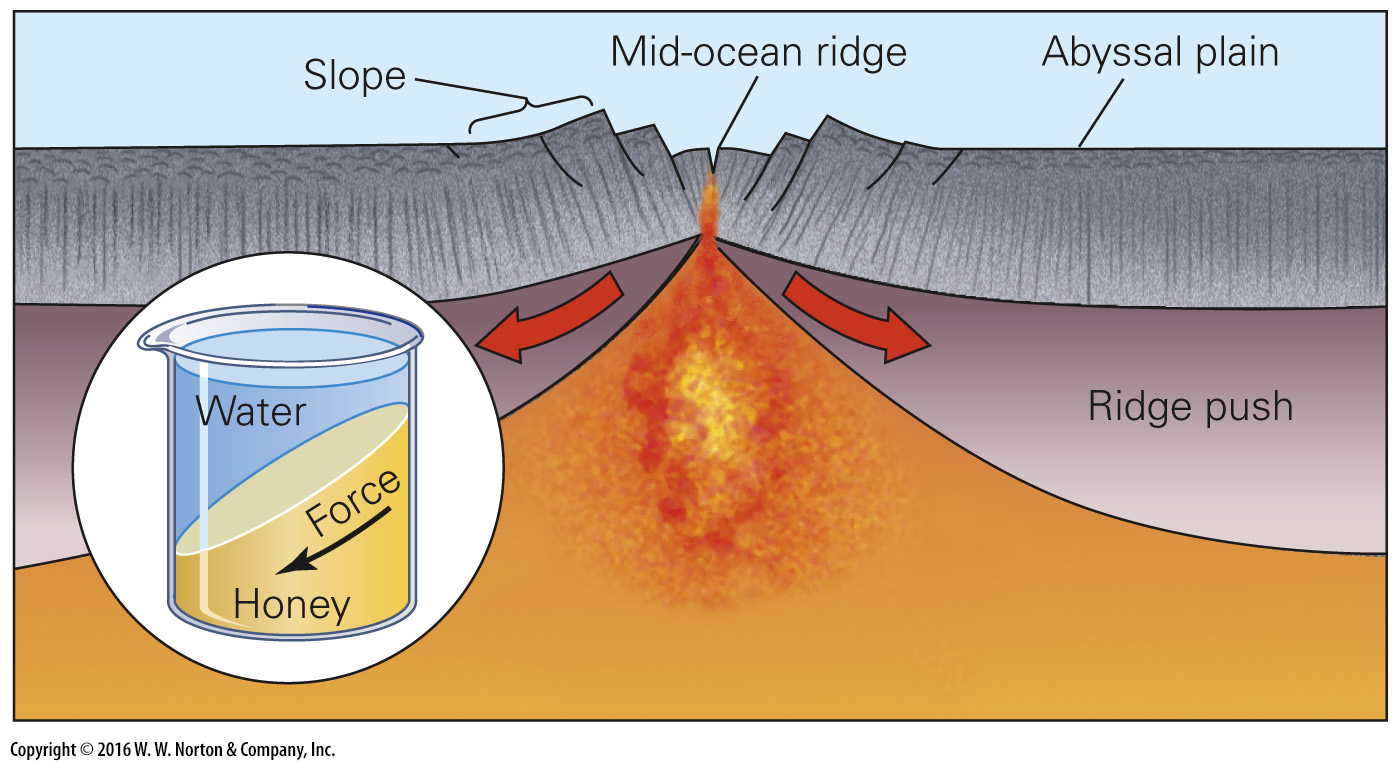 Slope
Mid-ocean ridge
Abyssal plain
Water
Force
Honey
Ridge push
Copyright © 2016 W. W. Norton & Company, Inc.